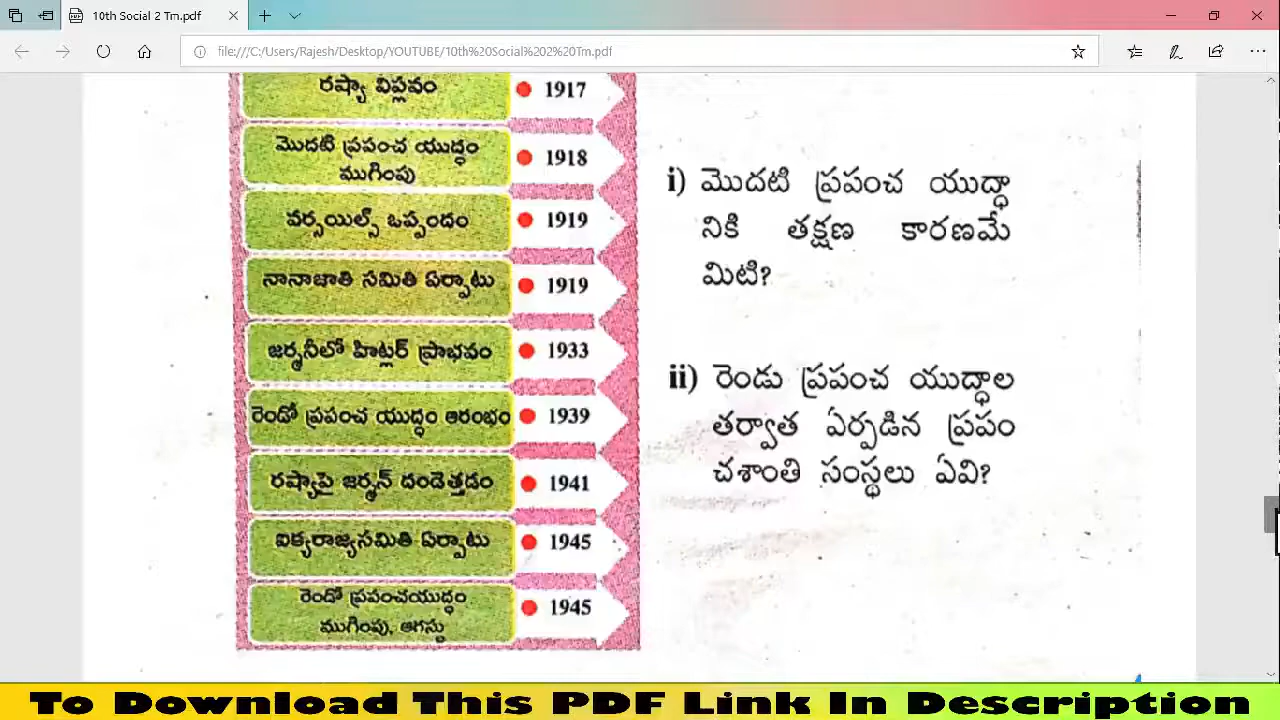 10th Social 2 Tm.pdf
file:///C:/Users/Rajesh/Desktop/YOUTUBE/10th%20Social%202%20Tm.pdf
రష్యా విప్లవం 1917
మొదటి ప్రపంచ యుద్ధం
ముగింపు 1918
వర్సయిల్స్ ఒప్పందం 1919
నానాజాతి సమితి ఏర్పాటు 1919
జర్మనీలో హిట్లర్ ప్రాభవం 1933
రెండో ప్రపంచ యుద్ధం ఆరంభం 1939
రష్యాపై జర్మన్ దండెత్తడం 1941
ఐక్యరాజ్యసమితి ఏర్పాటు 1945
రెండో ప్రపంచయుద్ధం
ముగింపు, ఆగస్టు 1945
i) మొదటి ప్రపంచ యుద్ధా
నికి తక్షణ కారణమే
మిటి?
ii) రెండు ప్రపంచ యుద్ధాల
తర్వాత ఏర్పడిన ప్రపం
చశాంతి సంస్థలు ఏవి?
To Download This PDF Link In Description